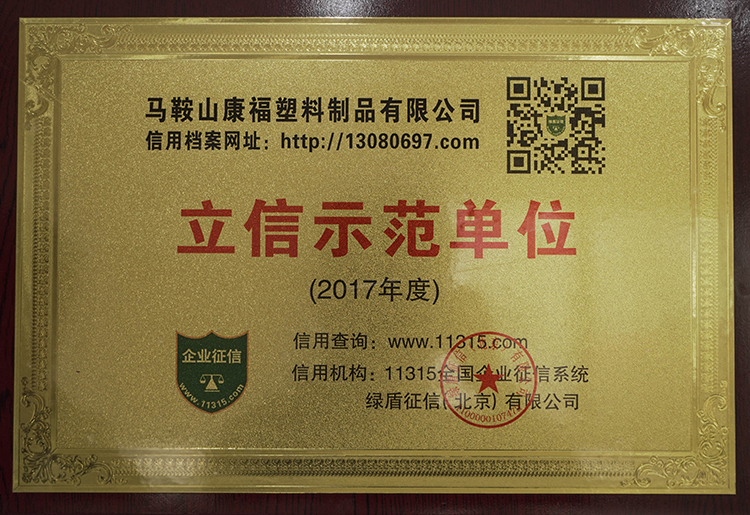 马鞍山康福塑料制品有限公司
信用档案网址：http://13080697.com
立信示范单位
(2017年度)
信用查询：www.11315.com
信用机构：11315全国企业征信系统
绿盾征信(北京)有限公司
企业征信
www.11315.com